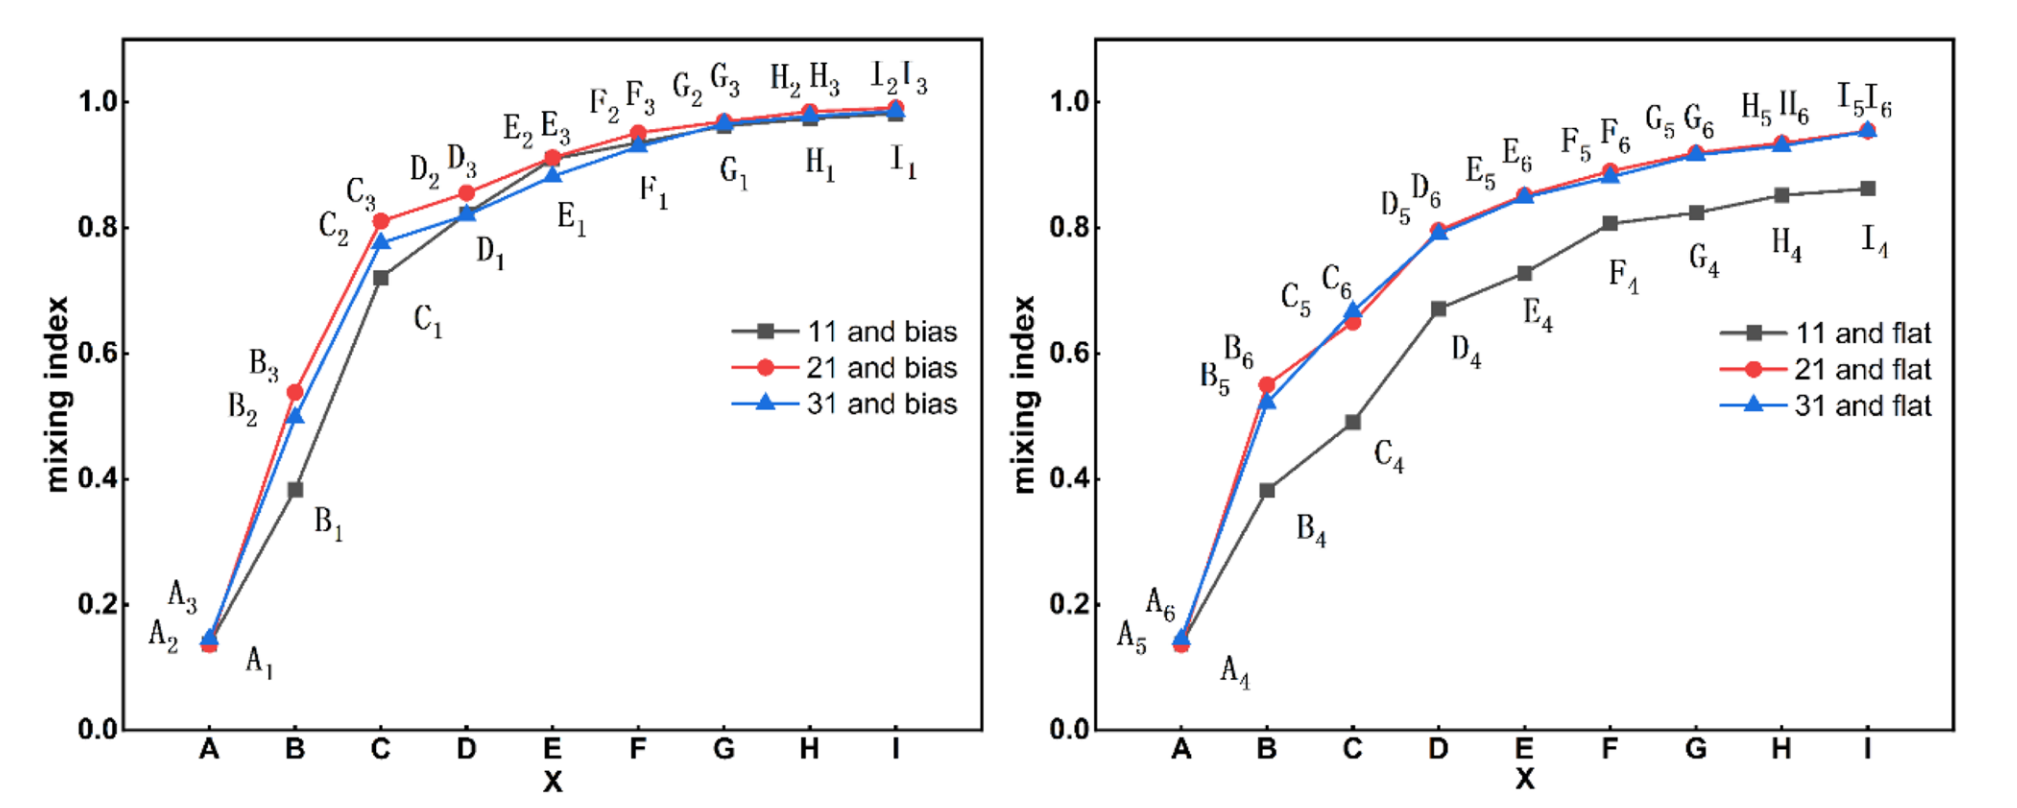 mixing index
1.0
0.8
0.6
0.4
0.2
0.0
A B C D E F G H I
X
A₃
A₂
A₁
B₃
B₂
B₁
C₃
C₂
C₁
D₂ D₃
D₁
E₂ E₃
E₁
F₂ F₃
F₁
G₂ G₃
G₁
H₂ H₃
H₁
I₂ I₃
I₁
11 and bias
21 and bias
31 and bias
mixing index
1.0
0.8
0.6
0.4
0.2
0.0
A B C D E F G H I
X
A₆
A₅
A₄
B₆
B₅
B₄
C₅ C₆
C₄
D₅ D₆
D₄
E₅ E₆
E₄
F₅ F₆
F₄
G₅ G₆
G₄
H₅ H₆
H₄
I₅ I₆
I₄
11 and flat
21 and flat
31 and flat